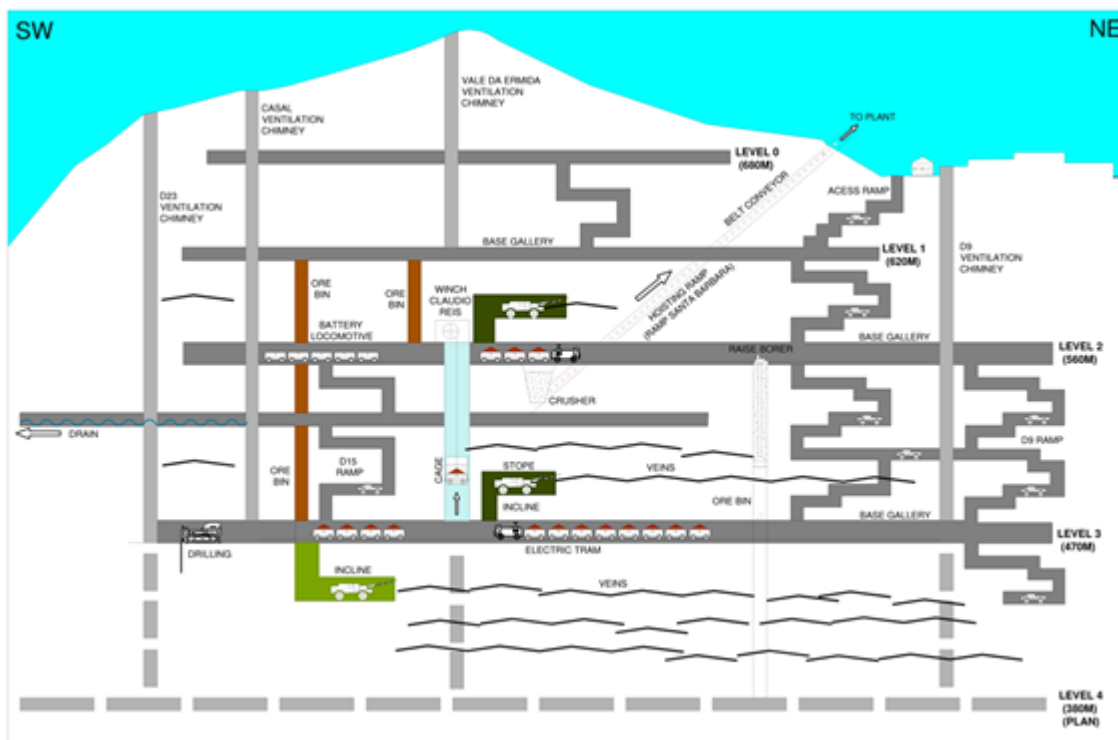 SW
NE
VALE DA ERMIDA
VENTILATION
CHIMNEY
CASAL
VENTILATION
CHIMNEY
TO PLANT
LEVEL 0
(680M)
D23
VENTILATION
CHIMNEY
BELT CONVEYOR
ACESS RAMP
BASE GALLERY
LEVEL 1
(620M)
D9
VENTILATION
CHIMNEY
ORE
BIN
ORE
BIN
WINCH
CLAUDIO
REIS
HOISTING RAMP
(RAMP SANTA BARBARA)
BATTERY
LOCOMOTIVE
BASE GALLERY
RAISE BORER
LEVEL 2
(560M)
CRUSHER
DRAIN
D15
RAMP
ORE
BIN
CAGE
STOPE
VEINS
D9 RAMP
ORE BIN
INCLINE
BASE GALLERY
LEVEL 3
(470M)
DRILLING
ELECTRIC TRAM
INCLINE
VEINS
LEVEL 4
(380M)
(PLAN)